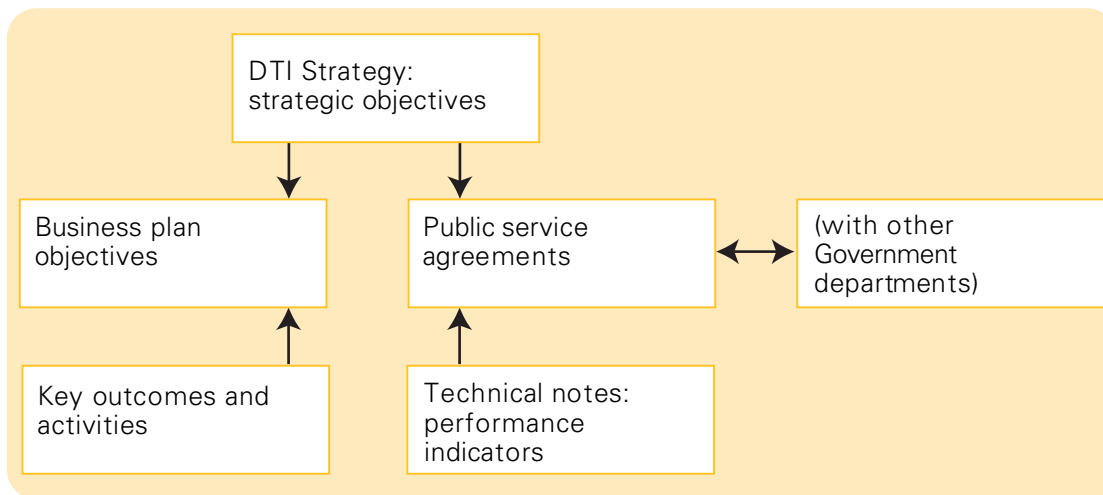 DTI Strategy:
strategic objectives
Business plan
objectives
Public service
agreements
(with other
Government
departments)
Key outcomes and
activities
Technical notes:
performance
indicators